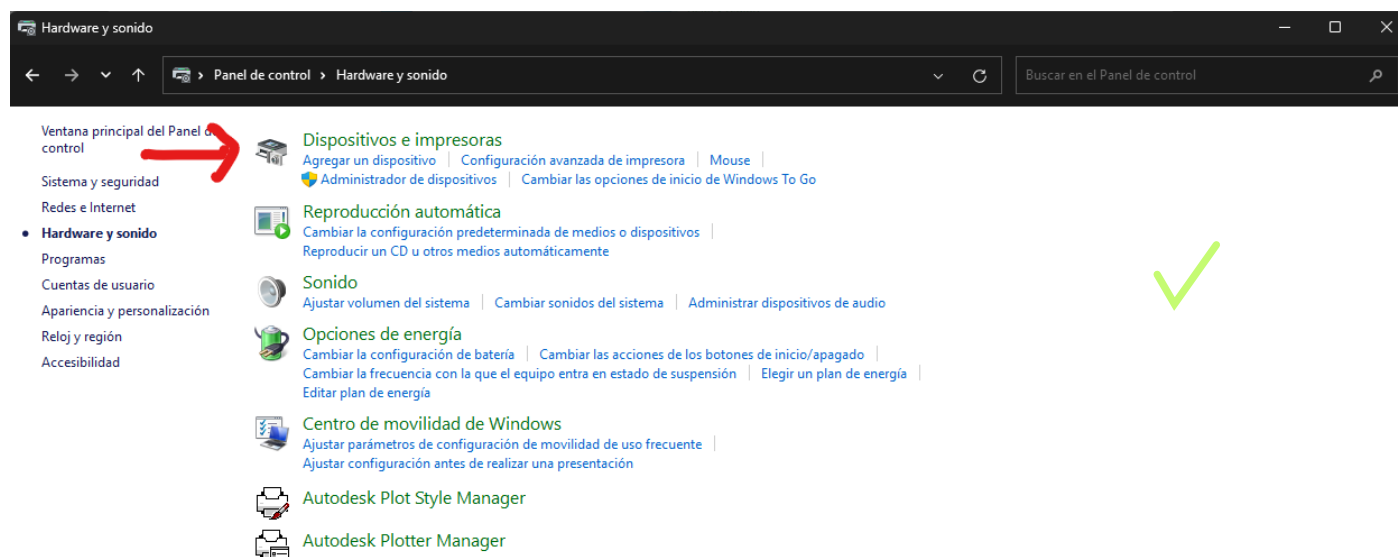 Hardware y sonido
Panel de control › Hardware y sonido
Buscar en el Panel de control
Ventana principal del Panel de
control
Sistema y seguridad
Redes e Internet
Hardware y sonido
Programas
Cuentas de usuario
Apariencia y personalización
Reloj y región
Accesibilidad
Dispositivos e impresoras
Agregar un dispositivo | Configuración avanzada de impresora | Mouse |
Administrador de dispositivos | Cambiar las opciones de inicio de Windows To Go
Reproducción automática
Cambiar la configuración predeterminada de medios o dispositivos |
Reproducir un CD u otros medios automáticamente
Sonido
Ajustar volumen del sistema | Cambiar sonidos del sistema | Administrar dispositivos de audio
Opciones de energía
Cambiar la configuración de batería | Cambiar las acciones de los botones de inicio/apagado |
Cambiar la frecuencia con la que el equipo entra en estado de suspensión | Elegir un plan de energía |
Editar plan de energía
Centro de movilidad de Windows
Ajustar parámetros de configuración de movilidad de uso frecuente |
Ajustar configuración antes de realizar una presentación
Autodesk Plot Style Manager
Autodesk Plotter Manager